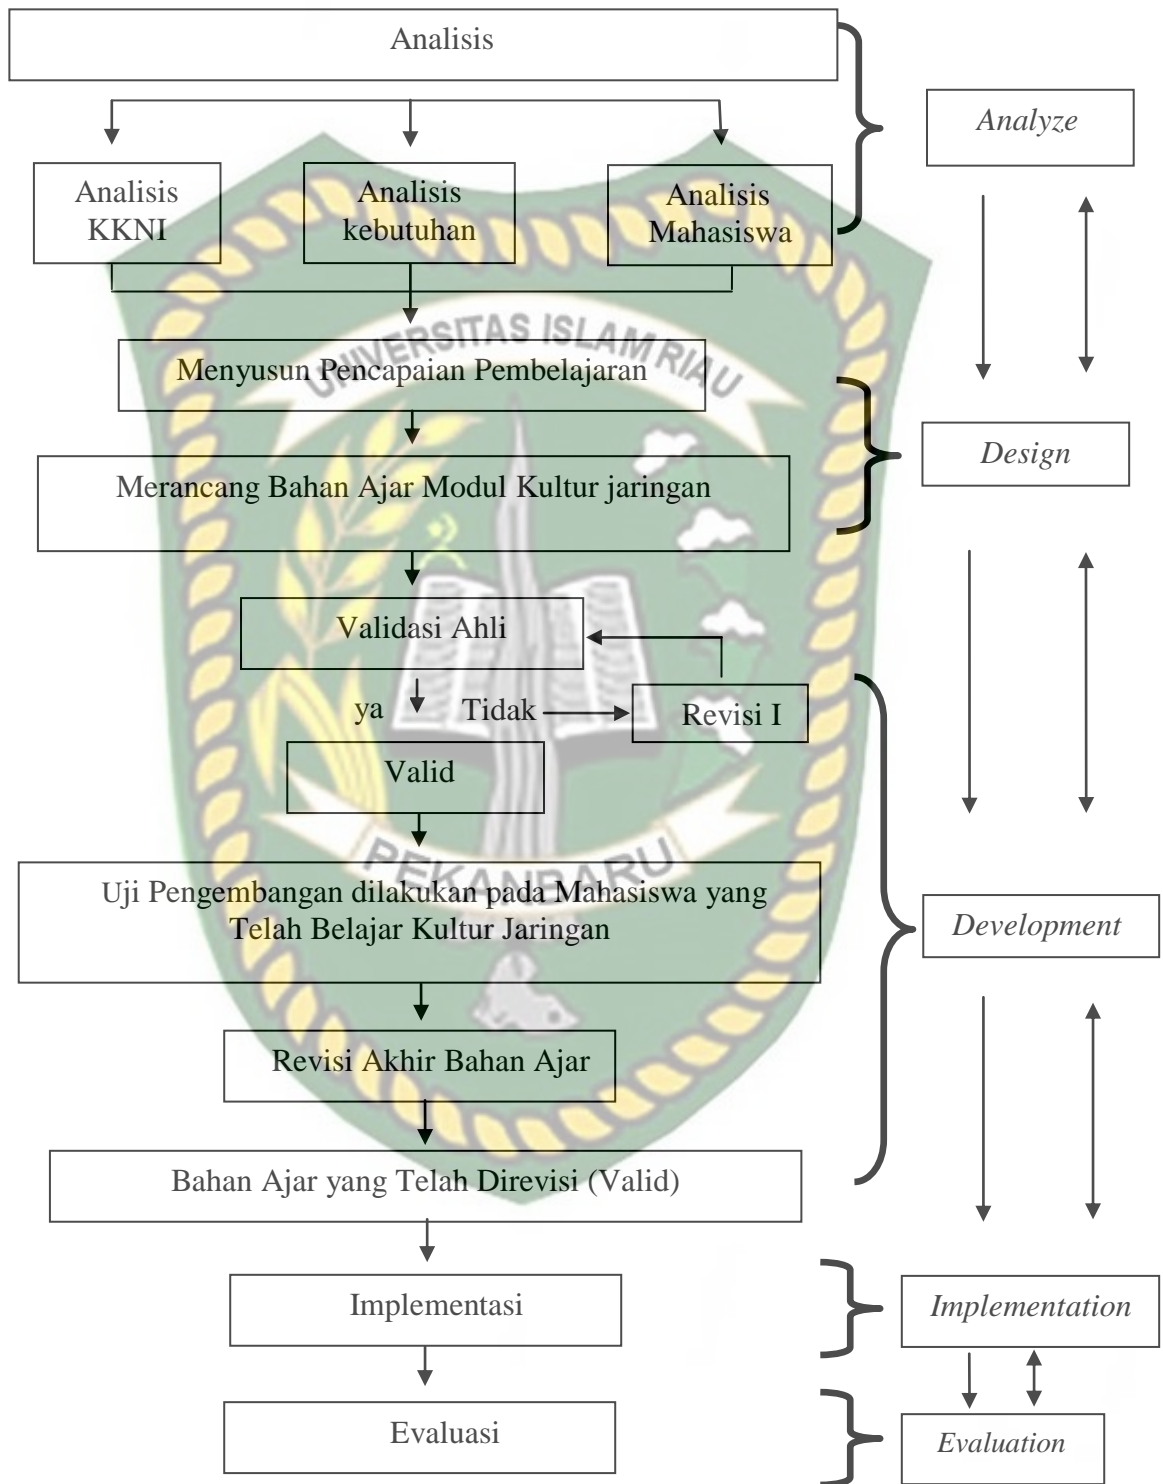 Analisis
Analyze
Analisis
KKNI
Analisis
kebutuhan
Analisis
Mahasiswa
UNIVERSITAS ISLAM RIAU
Menyusun Pencapaian Pembelajaran
Design
Merancang Bahan Ajar Modul Kultur jaringan
Validasi Ahli
ya
Tidak
Revisi I
Valid
PEKANBARU
Uji Pengembangan dilakukan pada Mahasiswa yang
Telah Belajar Kultur Jaringan
Development
Revisi Akhir Bahan Ajar
Bahan Ajar yang Telah Direvisi (Valid)
Implementasi
Implementation
Evaluasi
Evaluation